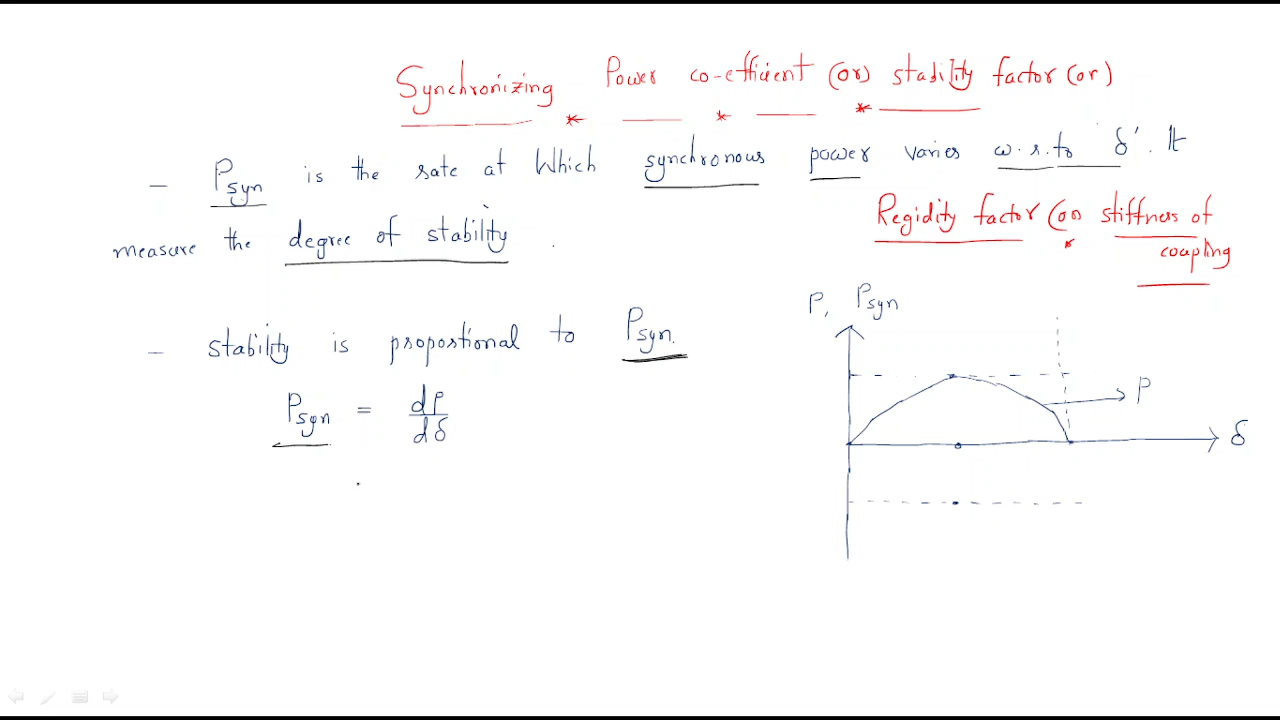 Synchronizing Power co-efficient (or) stability factor (or)
Regidity factor (or stiffness of
coupling
- Psyn is the rate at Which synchronous power varies w.r.to 'δ'. It
measure the degree of stability.
- stability is proportional to Psyn.
Psyn = dP/dδ
P, Psyn
P
δ